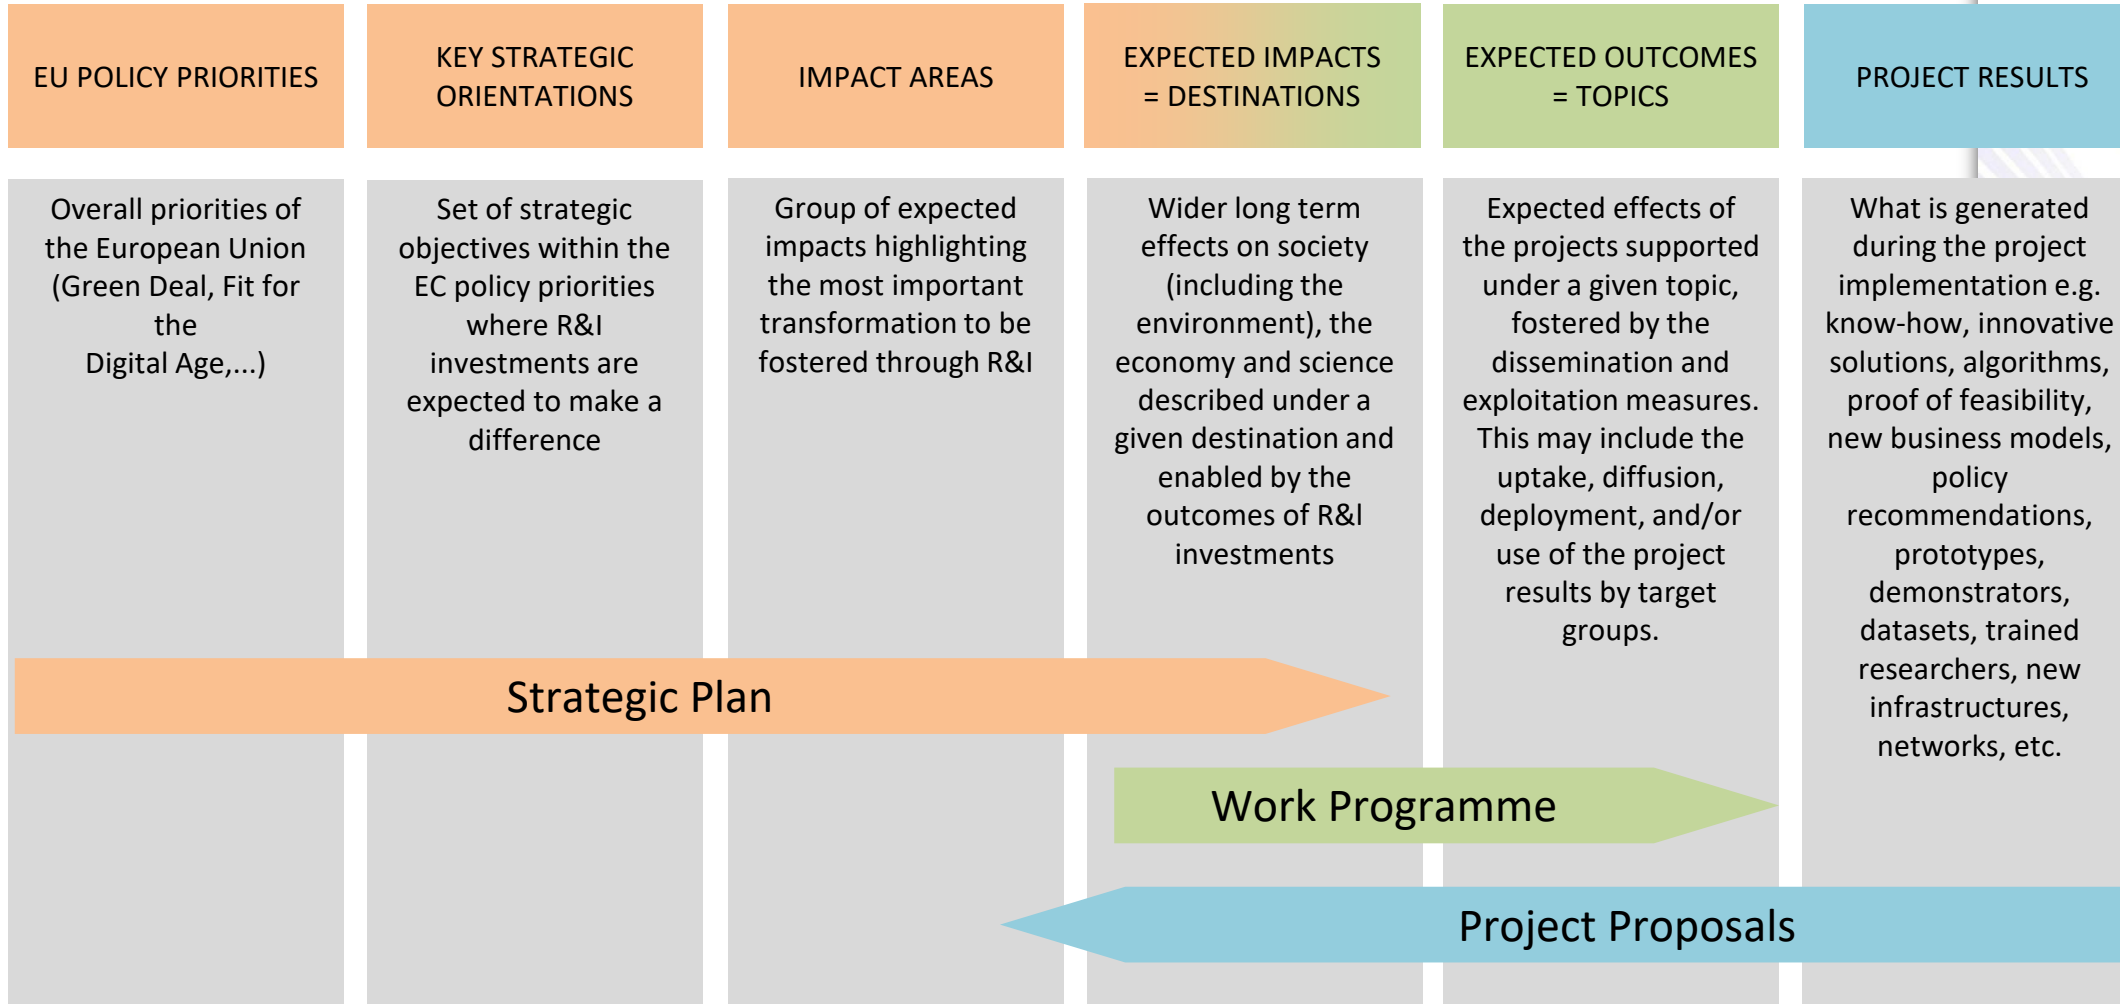 EU POLICY PRIORITIES
KEY STRATEGIC
ORIENTATIONS
IMPACT AREAS
EXPECTED IMPACTS
= DESTINATIONS
EXPECTED OUTCOMES
= TOPICS
PROJECT RESULTS
Overall priorities of
the European Union
(Green Deal, Fit for
the
Digital Age,...)
Set of strategic
objectives within the
EC policy priorities
where R&I
investments are
expected to make a
difference
Group of expected
impacts highlighting
the most important
transformation to be
fostered through R&I
Wider long term
effects on society
(including the
environment), the
economy and science
described under a
given destination and
enabled by the
outcomes of R&l
investments
Expected effects of
the projects supported
under a given topic,
fostered by the
dissemination and
exploitation measures.
This may include the
uptake, diffusion,
deployment, and/or
use of the project
results by target
groups.
What is generated
during the project
implementation e.g.
know-how, innovative
solutions, algorithms,
proof of feasibility,
new business models,
policy
recommendations,
prototypes,
demonstrators,
datasets, trained
researchers, new
infrastructures,
networks, etc.
Strategic Plan
Work Programme
Project Proposals